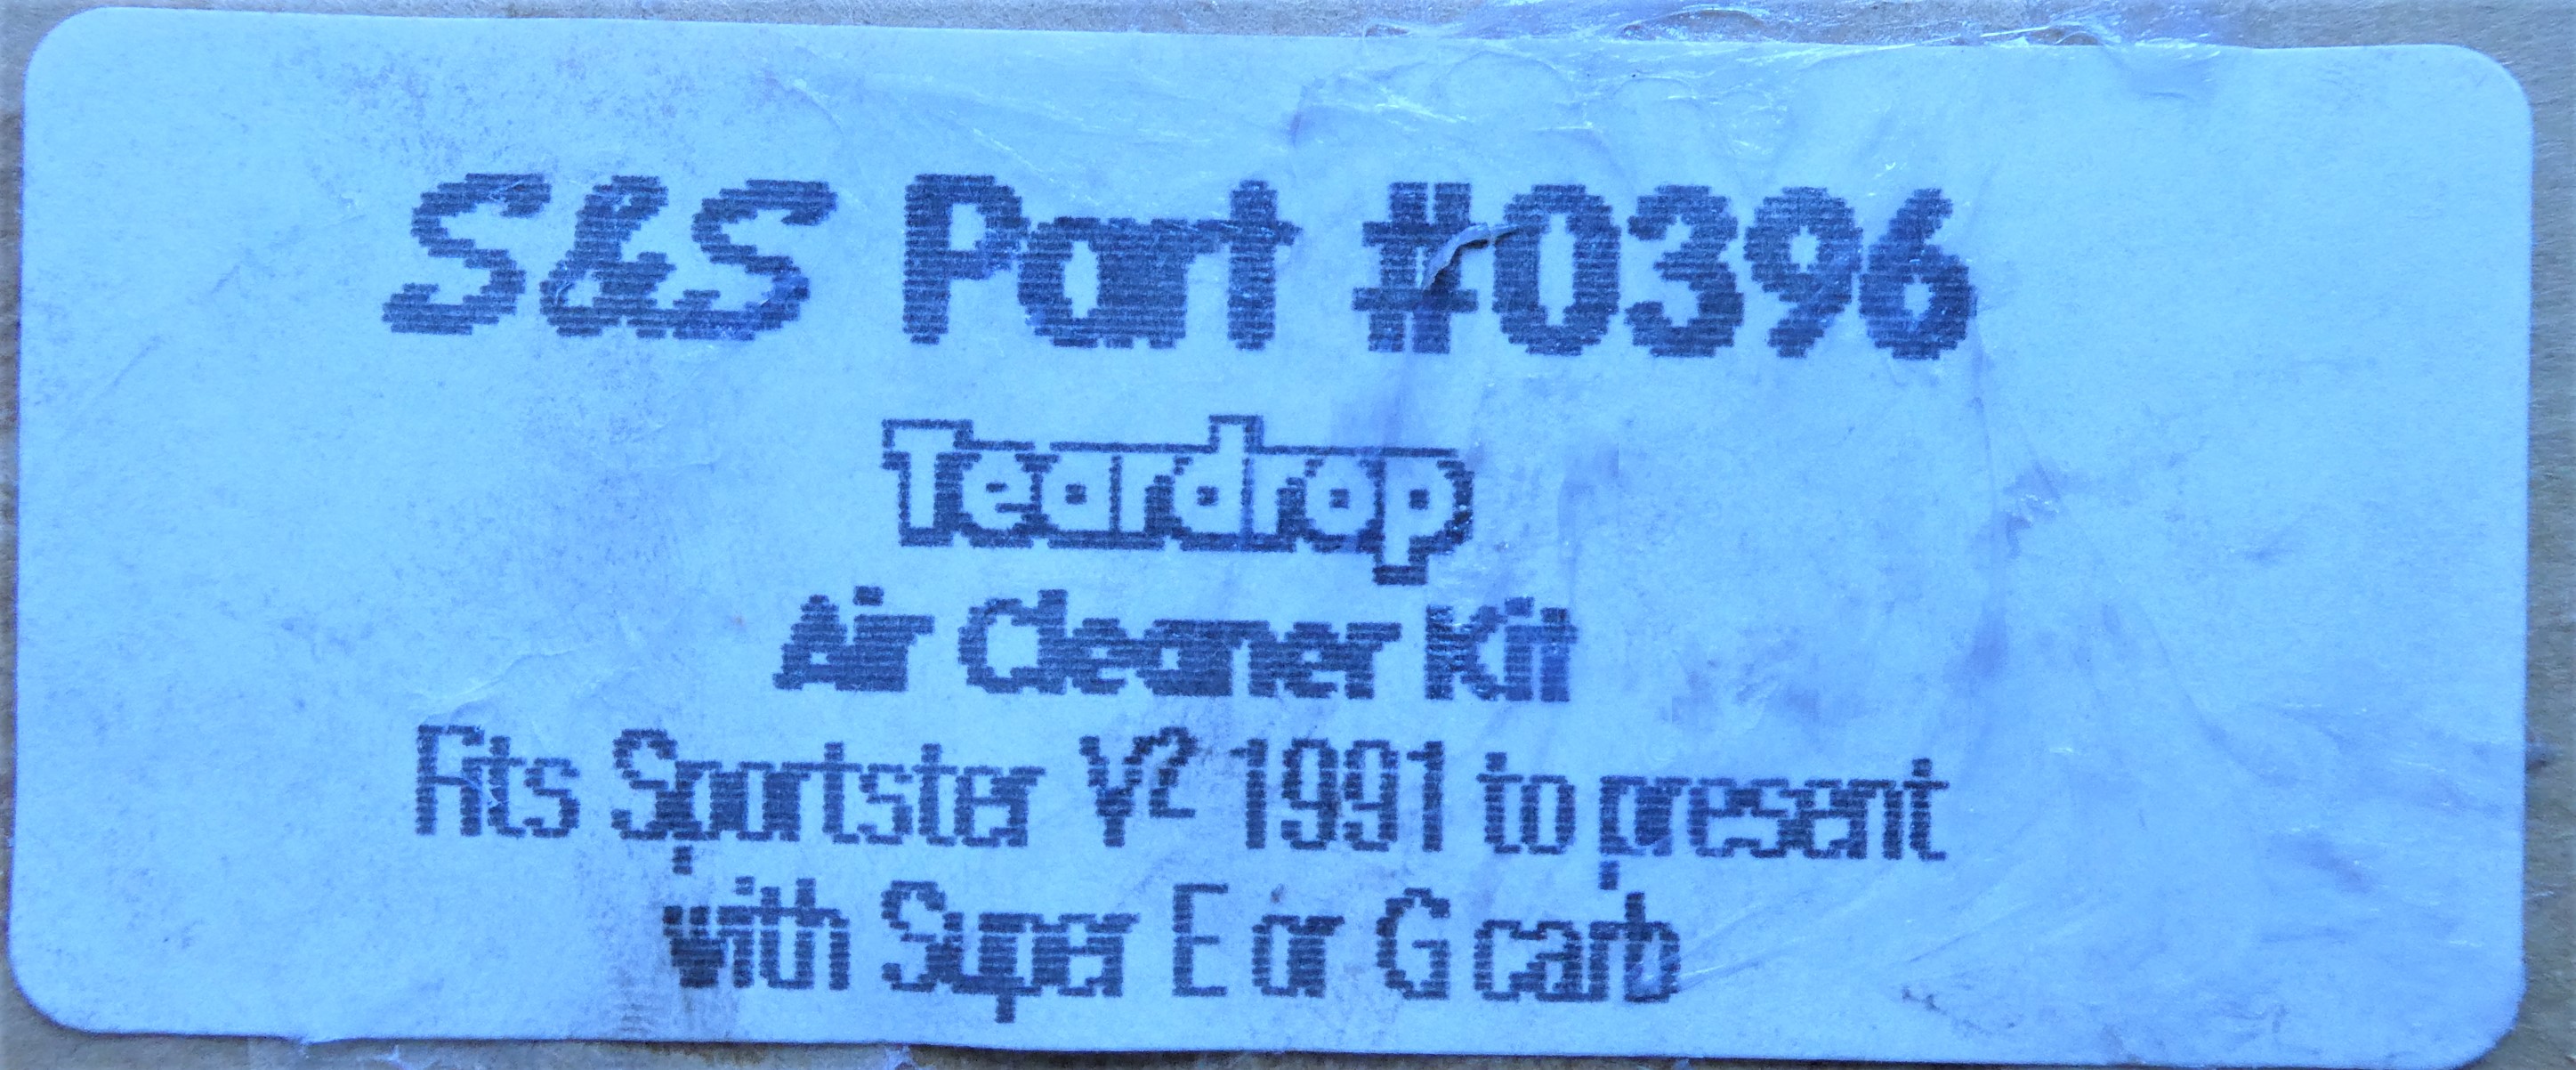 S&S Part #0396
Teardrop
Air Cleaner Kit
Fits Sportster V² 1991 to present
with Super E or G carb